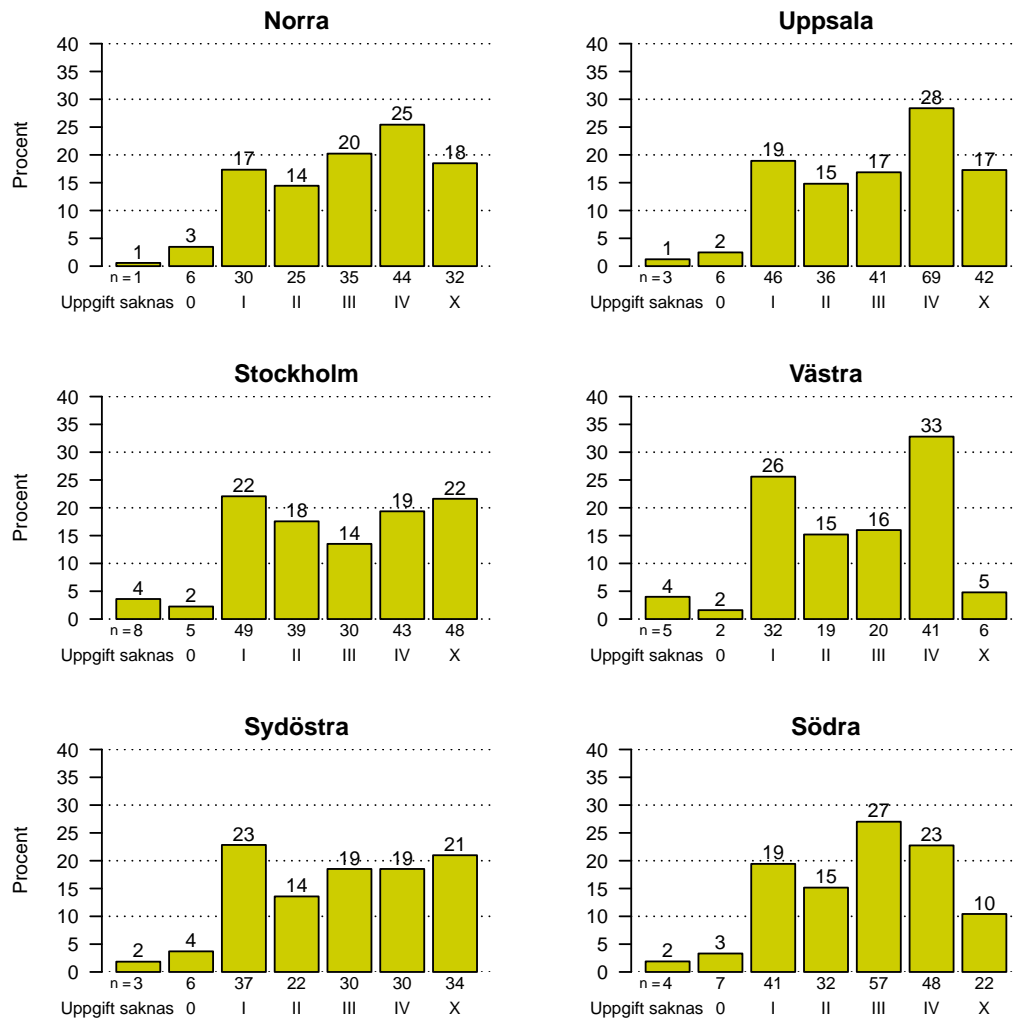 Norra
Procent
40
35
30
25
20
15
10
5
0
1 3 17 14 20 25 18
n = 1 6 30 25 35 44 32
Uppgift saknas 0 I II III IV X
Uppsala
40
35
30
25
20
15
10
5
0
1 2 19 15 17 28 17
n = 3 6 46 36 41 69 42
Uppgift saknas 0 I II III IV X
Stockholm
Procent
40
35
30
25
20
15
10
5
0
4 2 22 18 14 19 22
n = 8 5 49 39 30 43 48
Uppgift saknas 0 I II III IV X
Västra
40
35
30
25
20
15
10
5
0
4 2 26 15 16 33 5
n = 5 2 32 19 20 41 6
Uppgift saknas 0 I II III IV X
Sydöstra
Procent
40
35
30
25
20
15
10
5
0
2 4 23 14 19 19 21
n = 3 6 37 22 30 30 34
Uppgift saknas 0 I II III IV X
Södra
40
35
30
25
20
15
10
5
0
2 3 19 15 27 23 10
n = 4 7 41 32 57 48 22
Uppgift saknas 0 I II III IV X